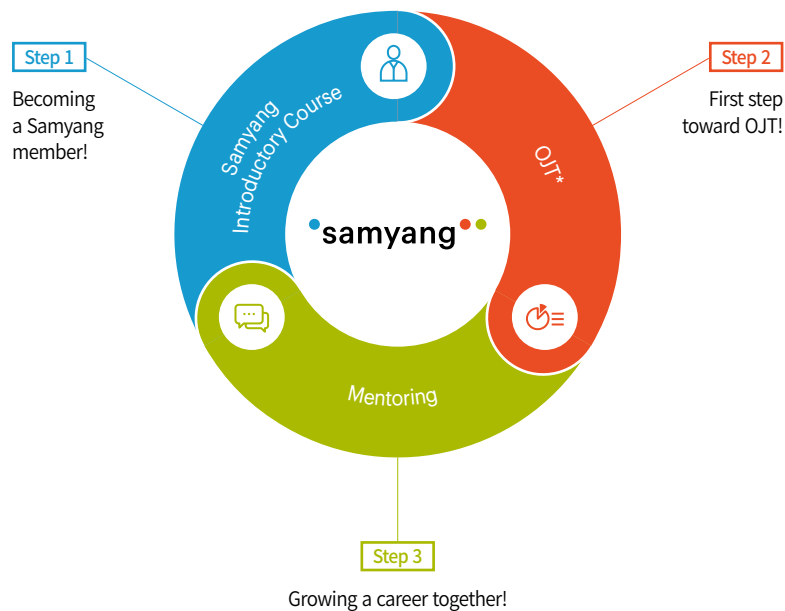 Step 1
Becoming
a Samyang
member!
Samyang
Introductory Course
Step 2
First step
toward OJT!
OJT*
samyang
Mentoring
Step 3
Growing a career together!